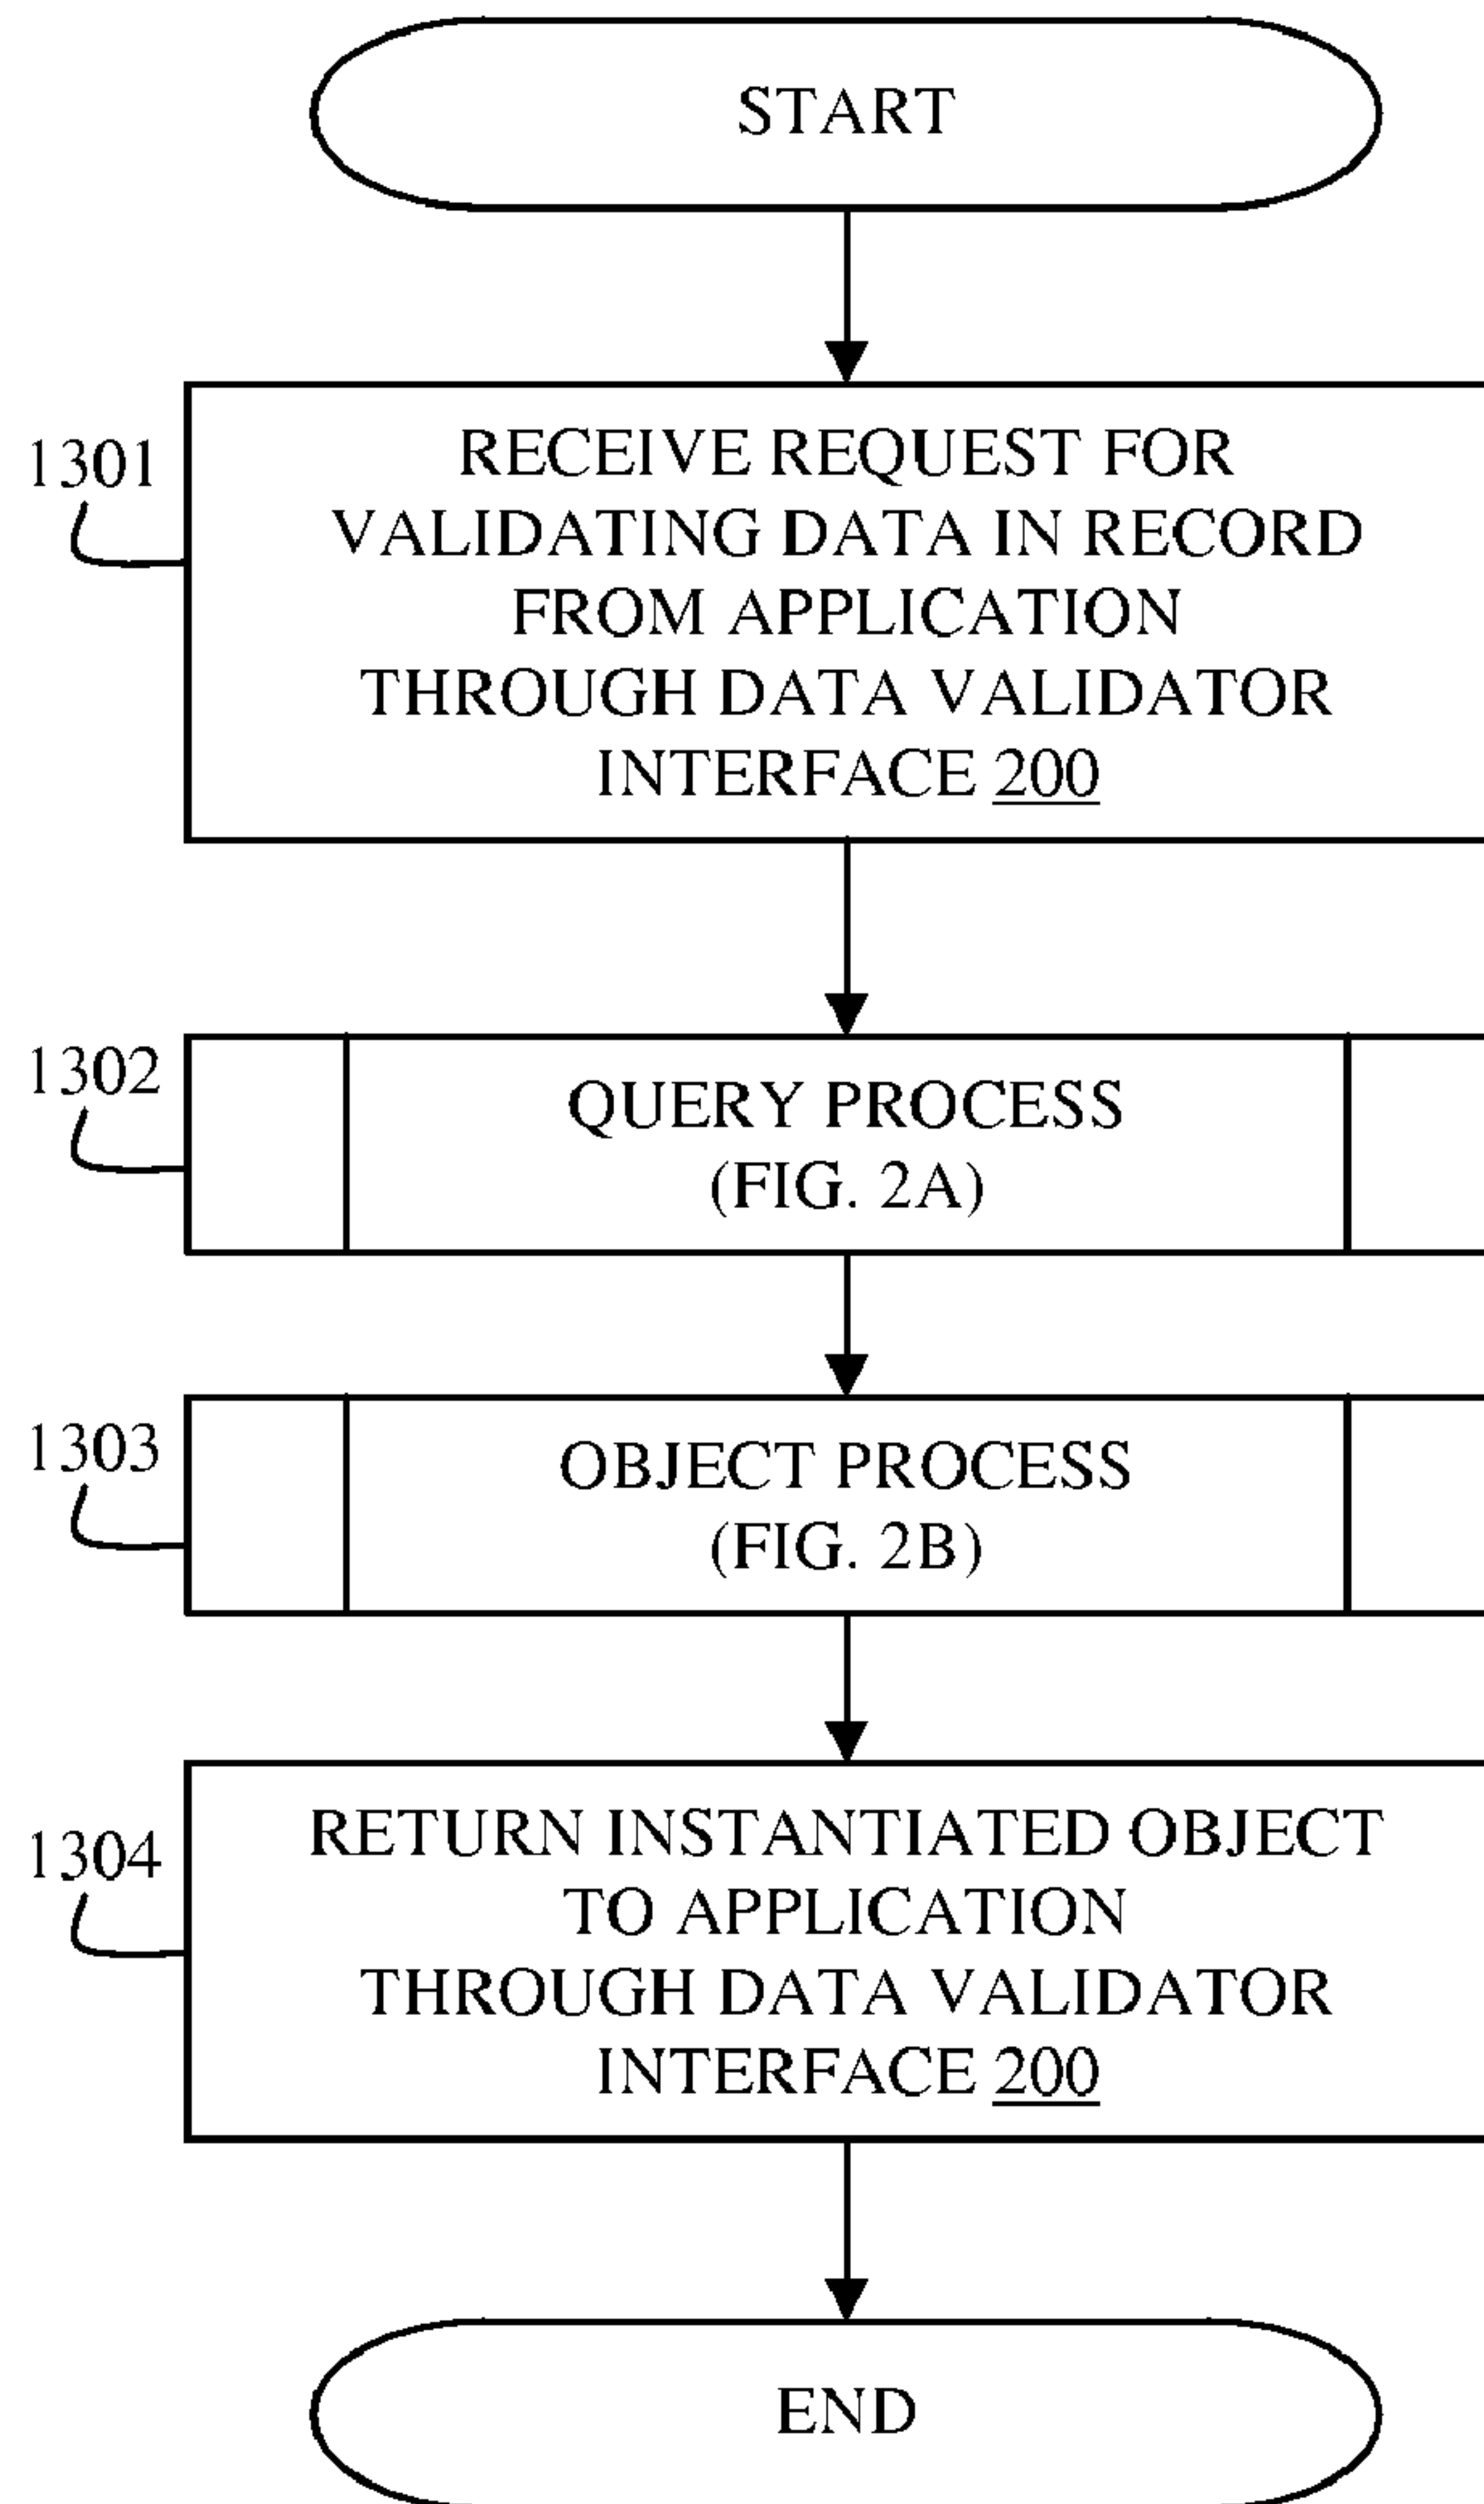 START
1301
RECEIVE REQUEST FOR
VALIDATING DATA IN RECORD
FROM APPLICATION
THROUGH DATA VALIDATOR
INTERFACE 200
1302
QUERY PROCESS
(FIG. 2A)
1303
OBJECT PROCESS
(FIG. 2B)
1304
RETURN INSTANTIATED OBJECT
TO APPLICATION
THROUGH DATA VALIDATOR
INTERFACE 200
END